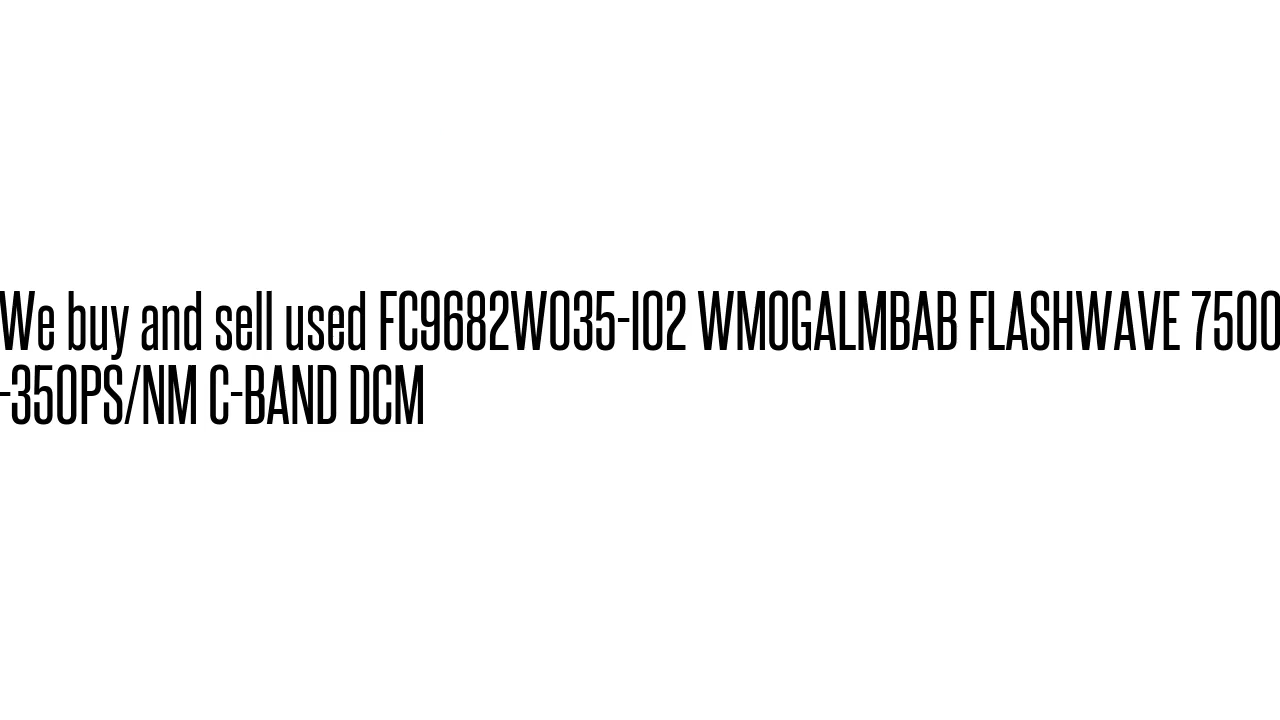 We buy and sell used FC9682W035-I02 WMOGALMBAB FLASHWAVE 7500
-350PS/NM C-BAND DCM